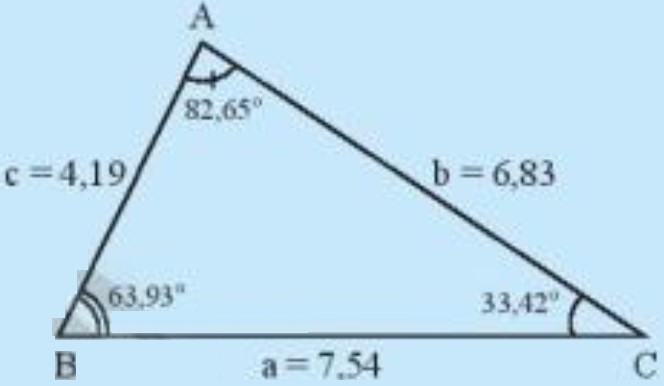 A
82,65°
c = 4,19
b = 6,83
63,93°
33,42°
B
a = 7,54
C